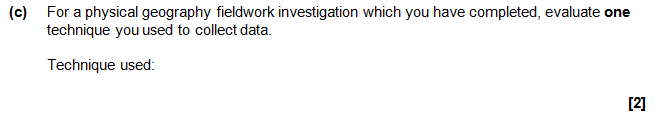 (c) For a physical geography fieldwork investigation which you have completed, evaluate one
technique you used to collect data.
Technique used:
[2]